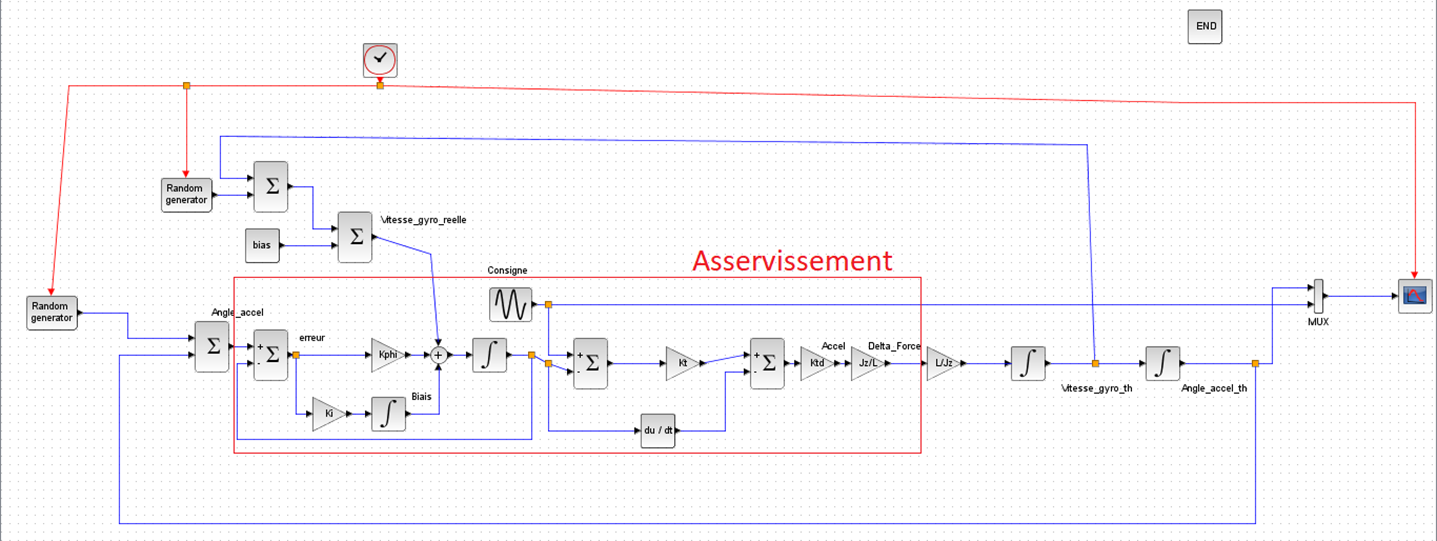 END
Random
generator
Σ
Vitesse_gyro_reelle
bias
Σ
Asservissement
Consigne
Random
generator
Angle_accel
Σ
+
-
Σ
erreur
Kphi
+
∫
+
-
Σ
Kt
+
-
Σ
Accel
Ktd
Delta_Force
Jz/L
L/Jz
∫
Vitesse_gyro_th
∫
Angle_accel_th
MUX
Ki
∫
Biais
du / dt